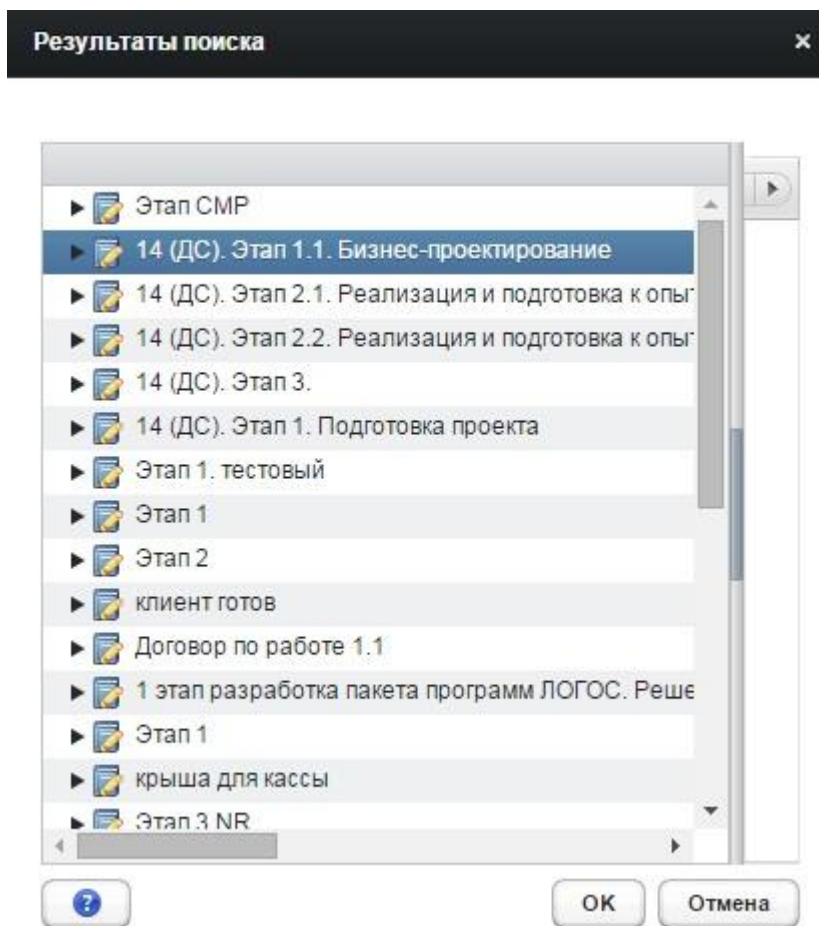 Результаты поиска
Этап СМР
14 (ДС). Этап 1.1. Бизнес-проектирование
14 (ДС). Этап 2.1. Реализация и подготовка к опыт
14 (ДС). Этап 2.2. Реализация и подготовка к опыт
14 (ДС). Этап 3.
14 (ДС). Этап 1. Подготовка проекта
Этап 1. тестовый
Этап 1
Этап 2
клиент готов
Договор по работе 1.1
1 этап разработка пакета программ ЛОГОС. Реше
Этап 1
крыша для кассы
Этап 3 NR
ОК Отмена